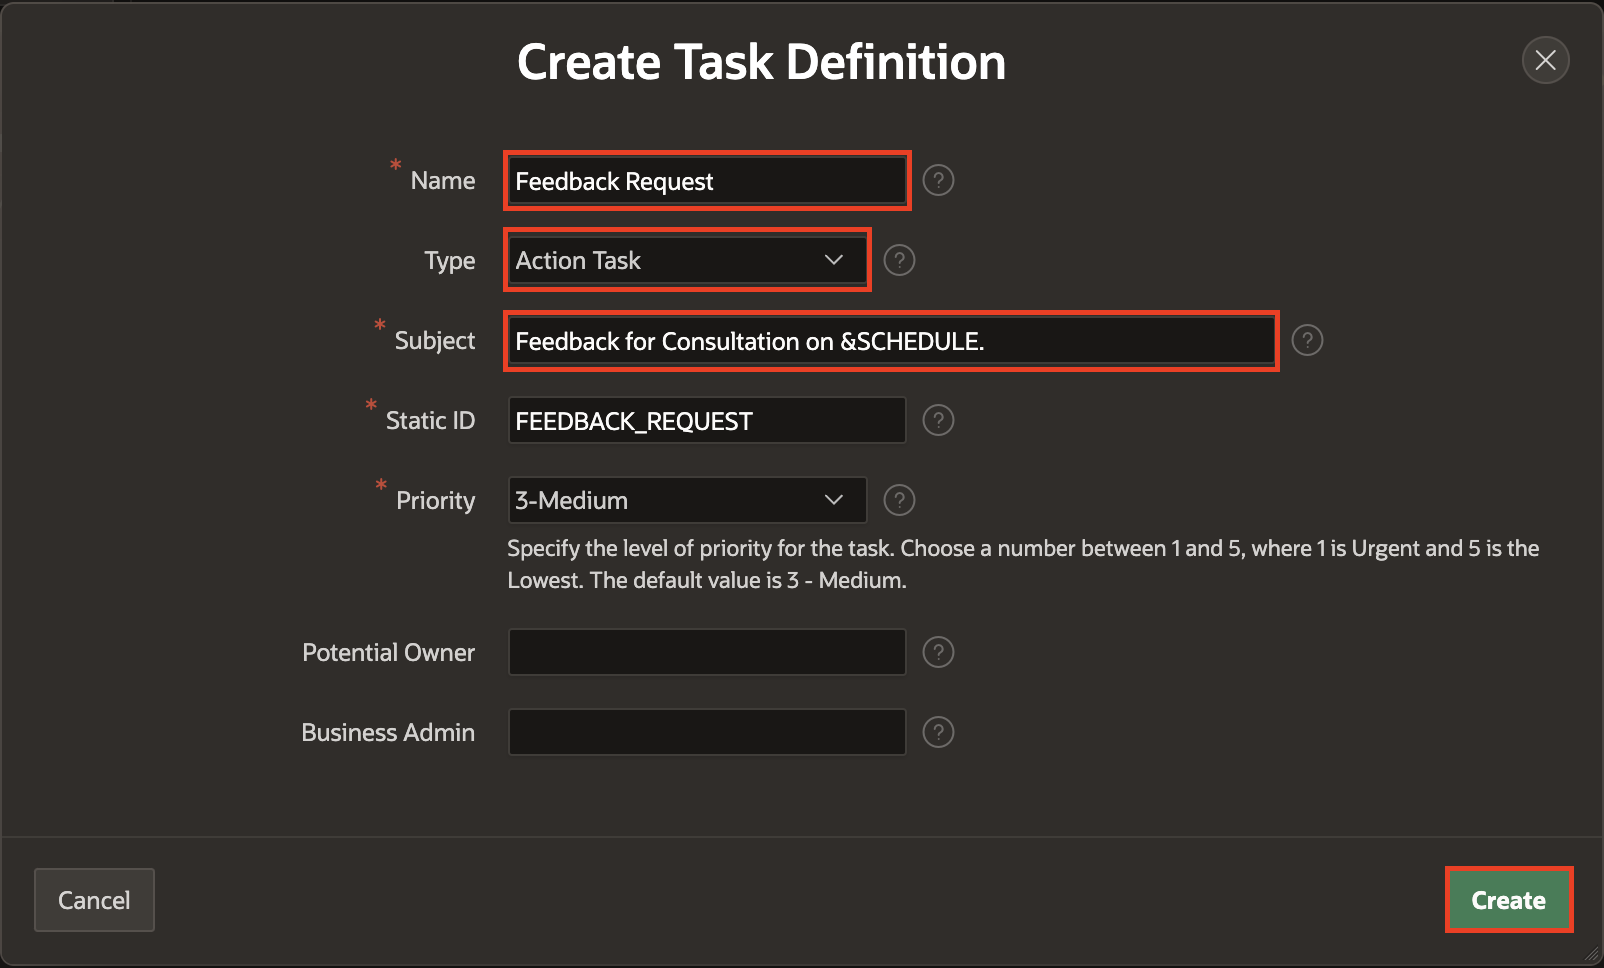 Create Task Definition
* Name Feedback Request ?
Type Action Task ?
* Subject Feedback for Consultation on &SCHEDULE. ?
* Static ID FEEDBACK_REQUEST ?
* Priority 3-Medium ?
Specify the level of priority for the task. Choose a number between 1 and 5, where 1 is Urgent and 5 is the
Lowest. The default value is 3 - Medium.
Potential Owner ?
Business Admin ?
Cancel Create